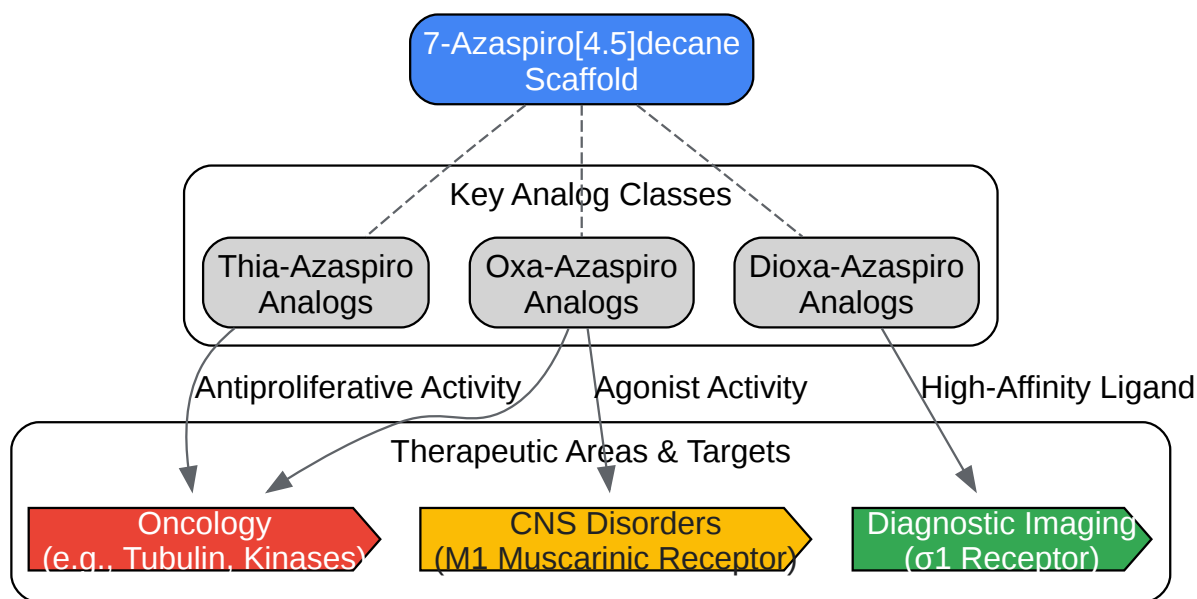 7-Azaspiro[4.5]decane
Scaffold
Key Analog Classes
Thia-Azaspiro
Analogs
Oxa-Azaspiro
Analogs
Dioxa-Azaspiro
Analogs
Antiproliferative Activity
Agonist Activity
High-Affinity Ligand
Therapeutic Areas & Targets
Oncology
(e.g., Tubulin, Kinases)
CNS Disorders
(M1 Muscarinic Receptor)
Diagnostic Imaging
(σ1 Receptor)